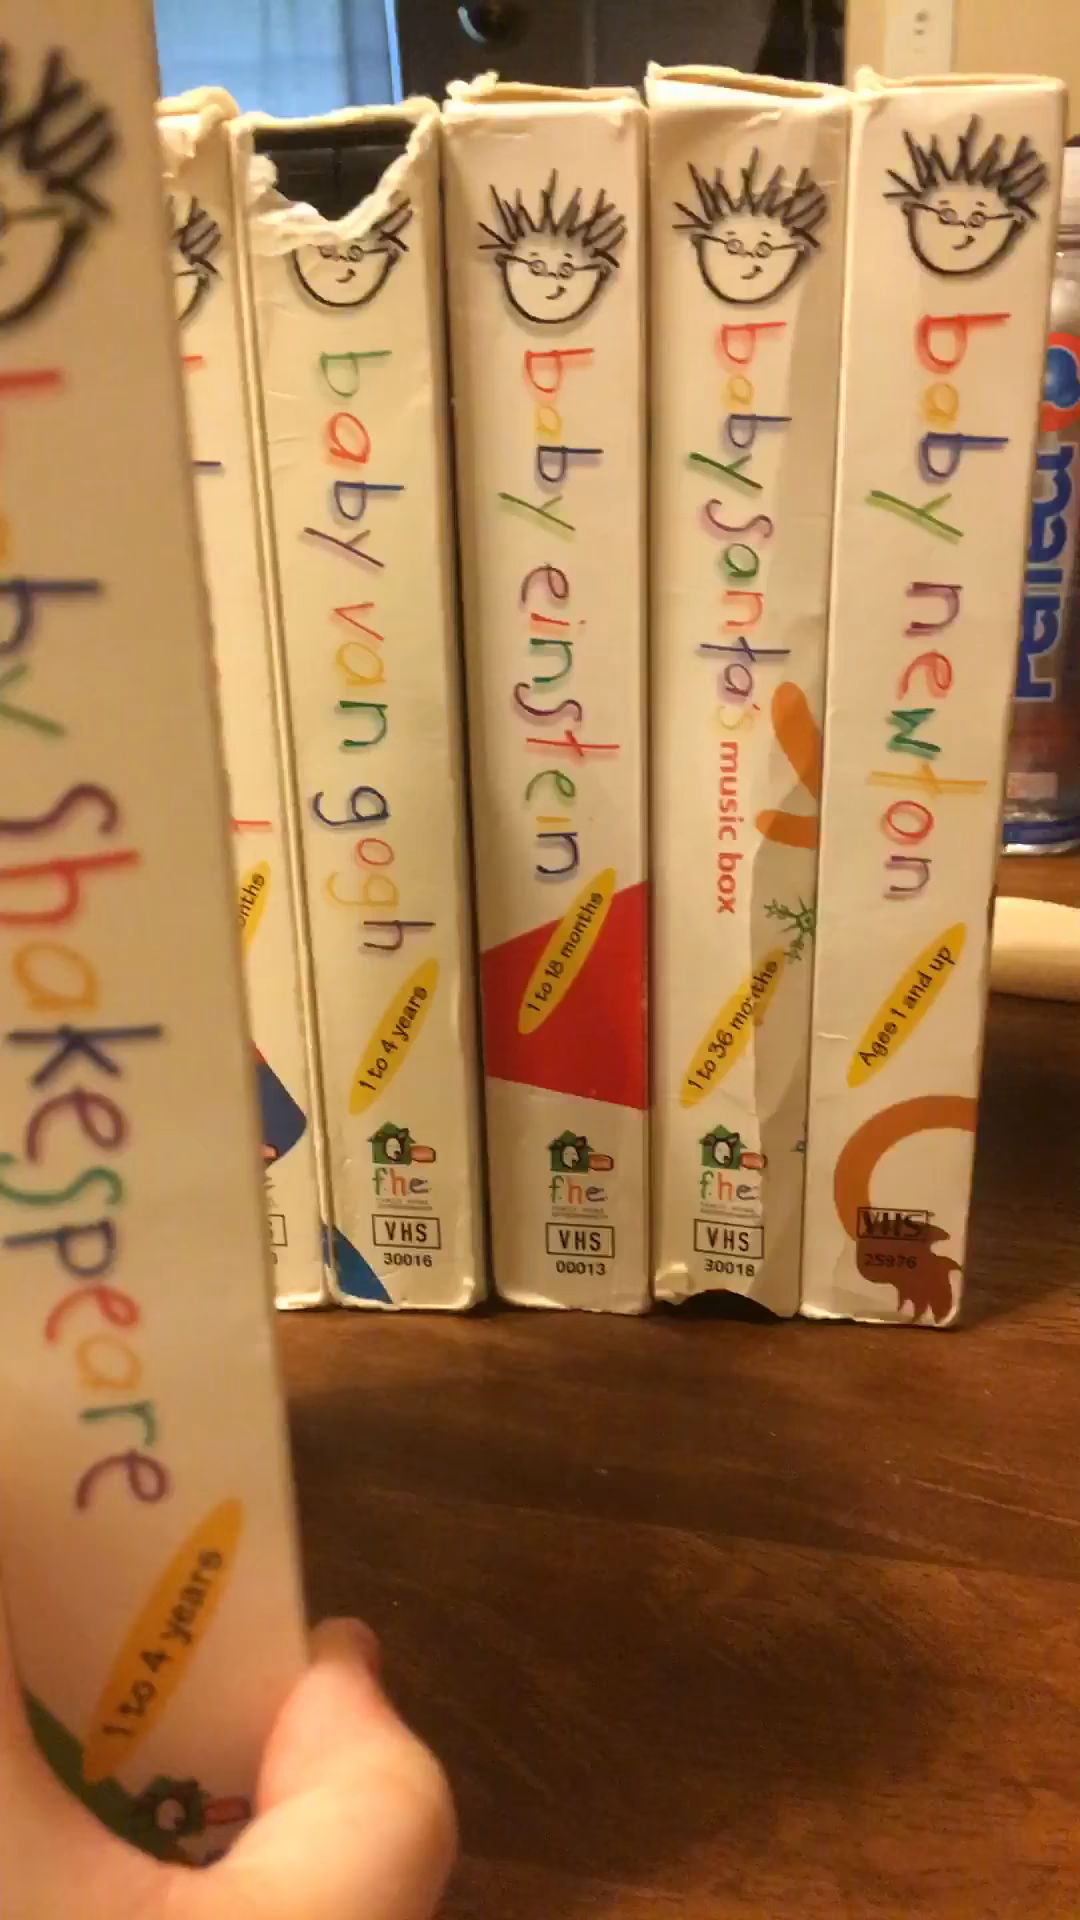 baby Shakespeare
1 to 4 years
baby van gogh
1 to 4 years
f.h.e.
VHS
30016
baby einstein
1 to 18 months
f.h.e.
VHS
00013
baby santa's music box
1 to 36 months
f.h.e.
VHS
30018
baby newton
Ages 1 and up
VHS
25976